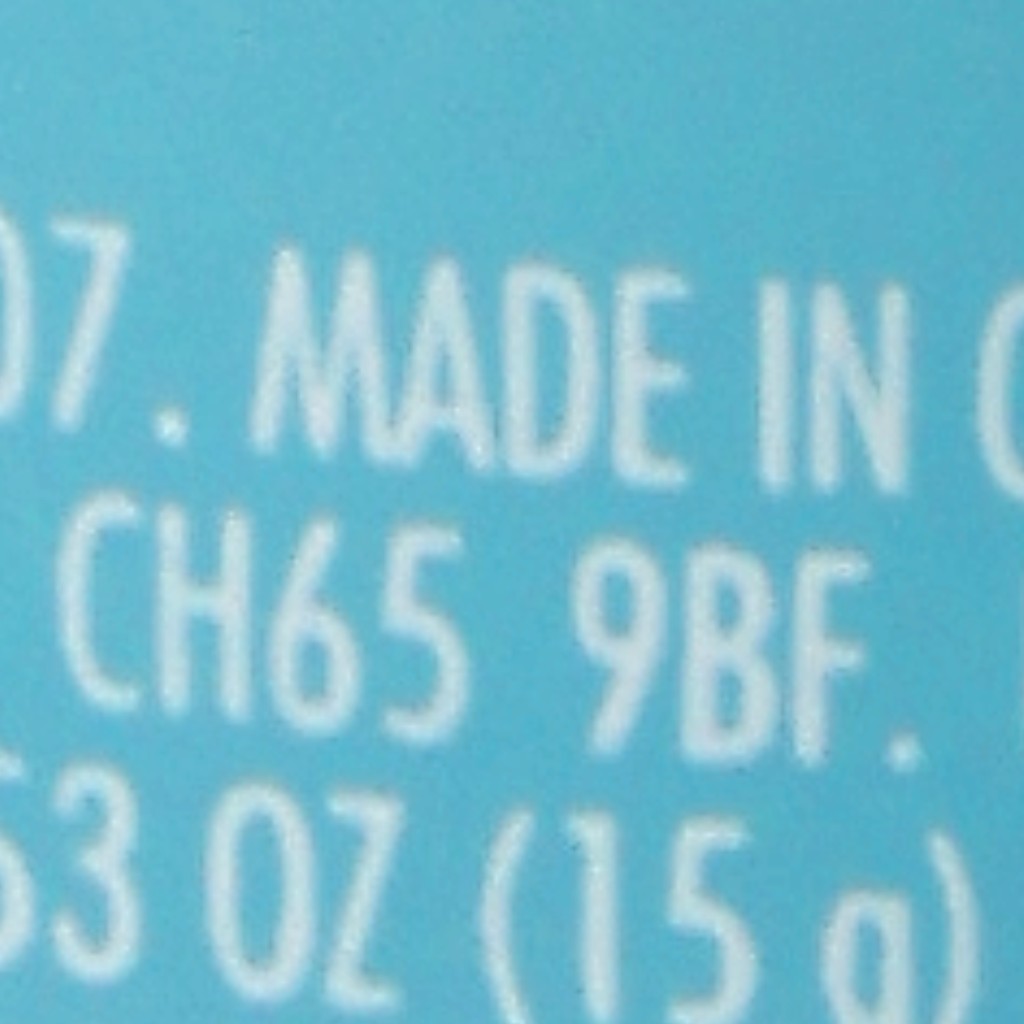 07. MADE IN
CH65 9BF.
53 OZ (15 g)